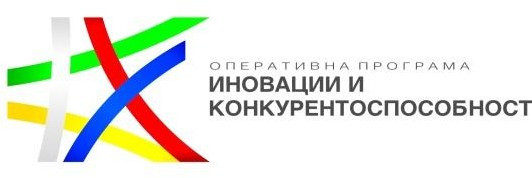 ОПЕРАТИВНА ПРОГРАМА
ИНОВАЦИИ И
КОНКУРЕНТОСПОСОБНОСТ